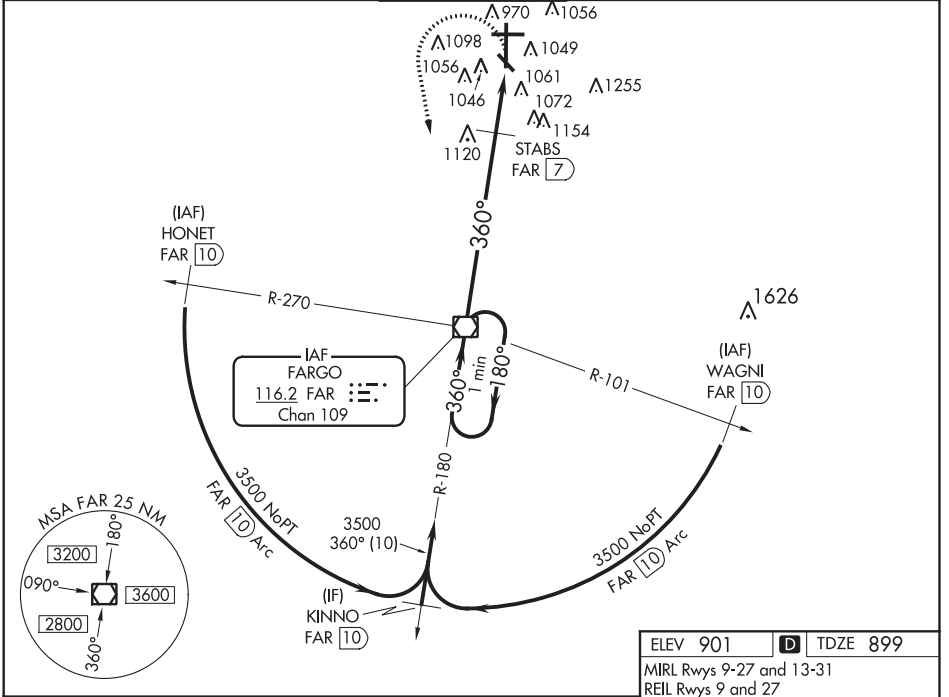 970
1056
1098
1049
1056
1046
1061
1255
1072
1154
1120
STABS
FAR 7
360°
(IAF)
HONET
FAR 10
R-270
1626
(IAF)
WAGNI
FAR 10
R-101
IAF
FARGO
116.2 FAR
Chan 109
360°
1 min
180°
R-180
3500 NoPT
FAR 10 Arc
3500
360° (10)
3500 NoPT
FAR 10 Arc
(IF)
KINNO
FAR 10
MSA FAR 25 NM
180°
3200
090°
3600
2800
360°
ELEV 901 D TDZE 899
MIRL Rwys 9-27 and 13-31
REIL Rwys 9 and 27